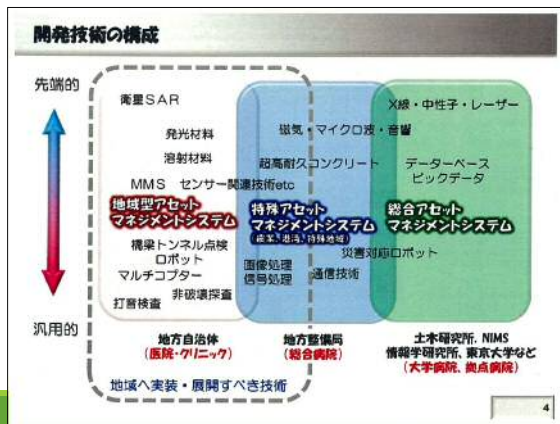 開発技術の構成
先端的
衛星SAR
X線・中性子・レーザー
発光材料
磁気・マイクロ波・音響
溶射材料
超高耐久コンクリート
データーベース
ビックデータ
MMS センサー関連技術etc
地域型アセット
マネジメントシステム
特殊アセット
マネジメントシステム
(産業、港湾、特殊地域)
総合アセット
マネジメントシステム
橋梁トンネル点検
ロボット
災害対応ロボット
マルチコプター
画像処理
信号処理
通信技術
非破壊探査
打音検査
汎用的
地方自治体
(医院・クリニック)
地方整備局
(総合病院)
土木研究所、NIMS
情報学研究所、東京大学など
(大学病院、拠点病院)
地域へ実装・展開すべき技術
4